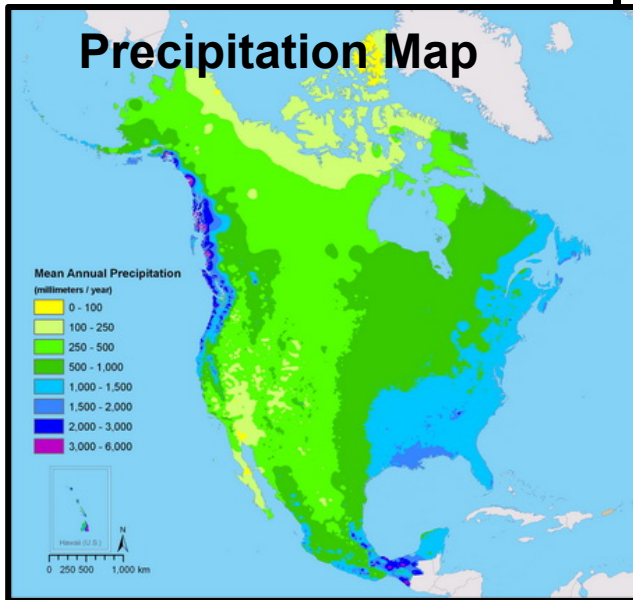 Precipitation Map
Mean Annual Precipitation
(millimeters / year)
0 - 100
100 - 250
250 - 500
500 - 1,000
1,000 - 1,500
1,500 - 2,000
2,000 - 3,000
3,000 - 6,000
Hawaii (U.S.)
N
0 250 500 1,000 km